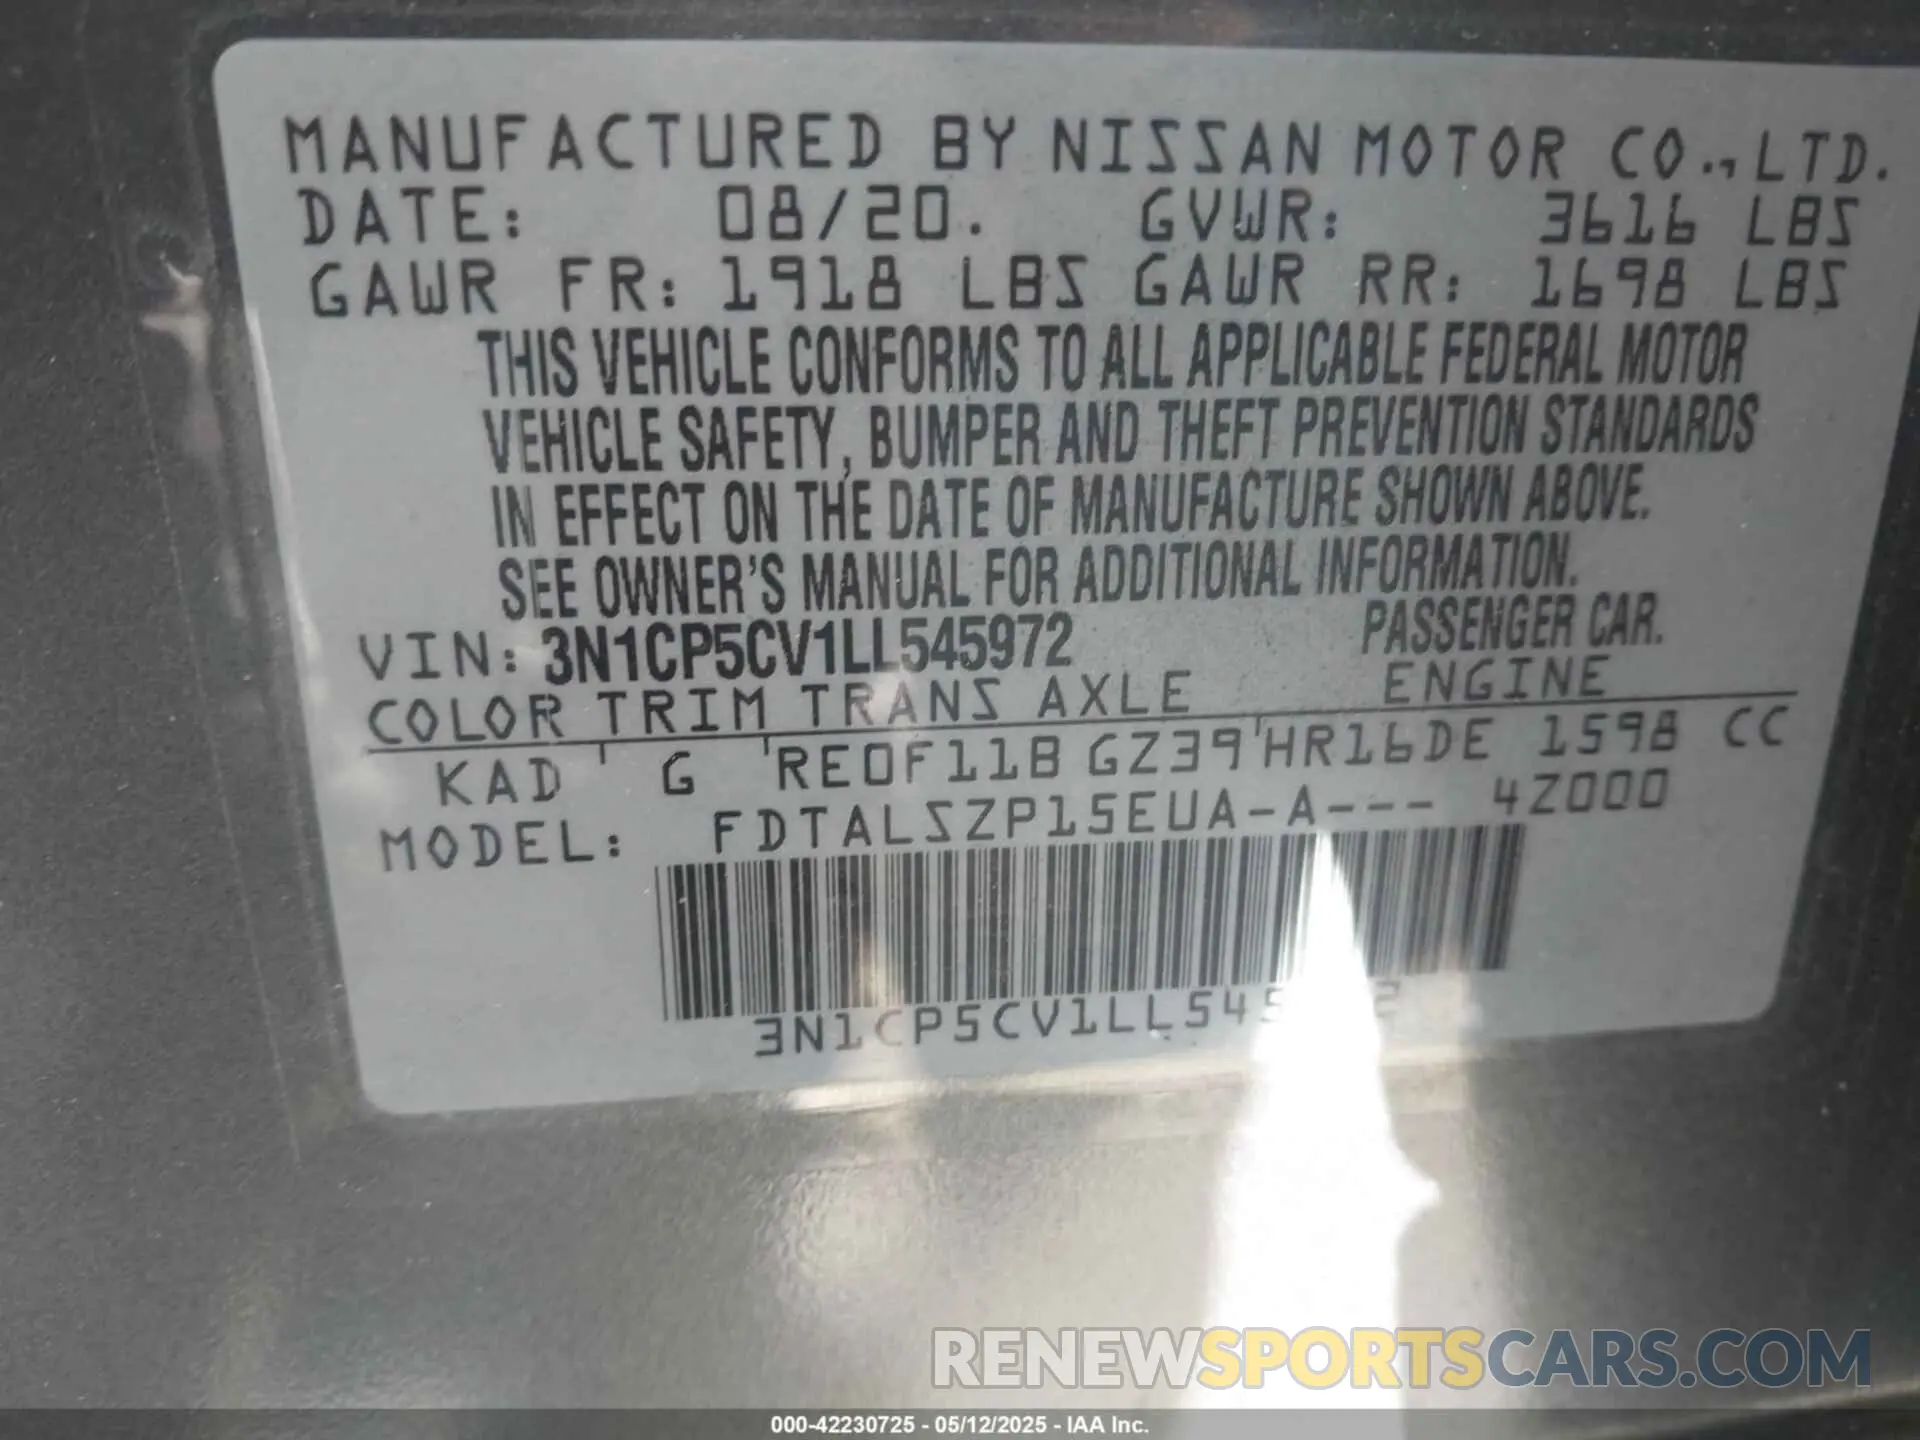 MANUFACTURED BY NISSAN MOTOR CO., LTD.
DATE: 08/20. GVWR: 3616 LBS
GAWR FR: 1918 LBS GAWR RR: 1698 LBS
THIS VEHICLE CONFORMS TO ALL APPLICABLE FEDERAL MOTOR
VEHICLE SAFETY, BUMPER AND THEFT PREVENTION STANDARDS
IN EFFECT ON THE DATE OF MANUFACTURE SHOWN ABOVE.
SEE OWNER'S MANUAL FOR ADDITIONAL INFORMATION.
VIN: 3N1CP5CV1LL545972 PASSENGER CAR.
COLOR TRIM TRANS AXLE ENGINE
KAD G RE0F11B GZ39 HR16DE 1598 CC
MODEL: FDTALSZP15EUA-A--- 4Z000
RENEWSPORTSCARS.COM
000-42230725 - 05/12/2025 - IAA Inc.